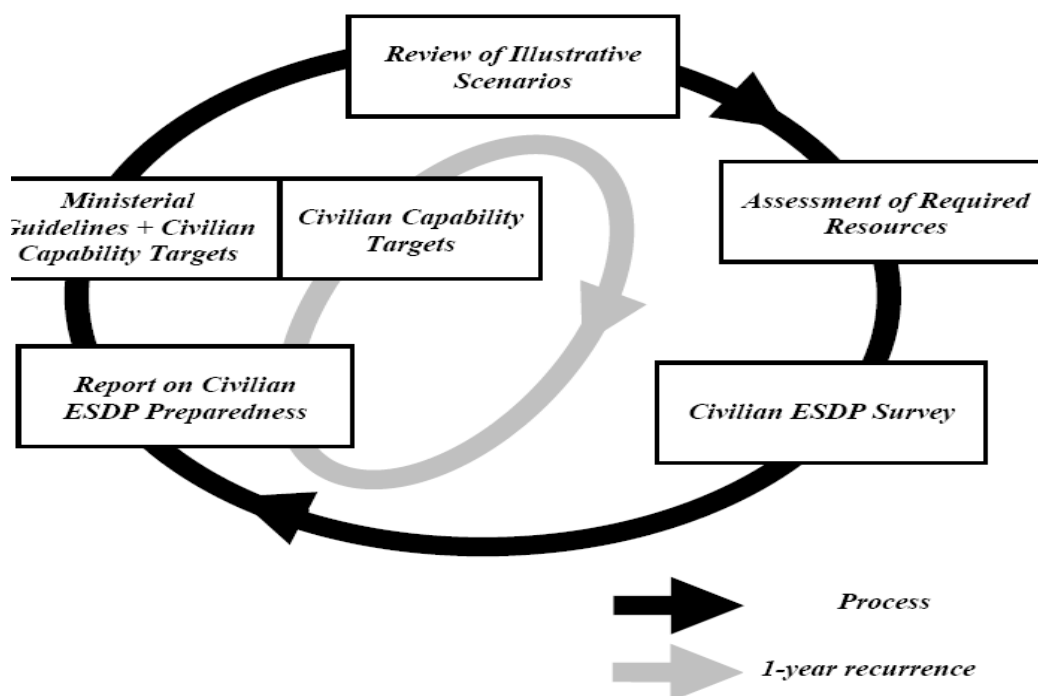 Review of Illustrative
Scenarios
Ministerial
Guidelines + Civilian
Capability Targets
Civilian Capability
Targets
Assessment of Required
Resources
Report on Civilian
ESDP Preparedness
Civilian ESDP Survey
Process
1-year recurrence